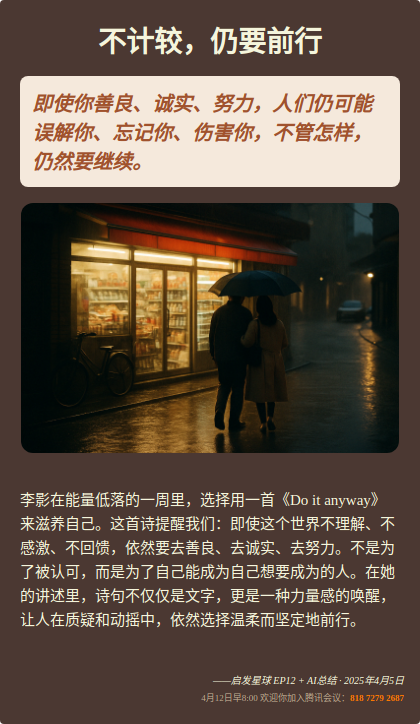 不计较，仍要前行
即使你善良、诚实、努力，人们仍可能
误解你、忘记你、伤害你，不管怎样，
仍然要继续。
李影在能量低落的一周里，选择用一首《Do it anyway》
来滋养自己。这首诗提醒我们：即使这个世界不理解、不
感激、不回馈，依然要去善良、去诚实、去努力。不是为
了被认可，而是为了自己能成为自己想要成为的人。在她
的讲述里，诗句不仅仅是文字，更是一种力量感的唤醒，
让人在质疑和动摇中，依然选择温柔而坚定地前行。
——启发星球 EP12 + AI总结 · 2025年4月5日
4月12日早8:00 欢迎你加入腾讯会议：818 7279 2687